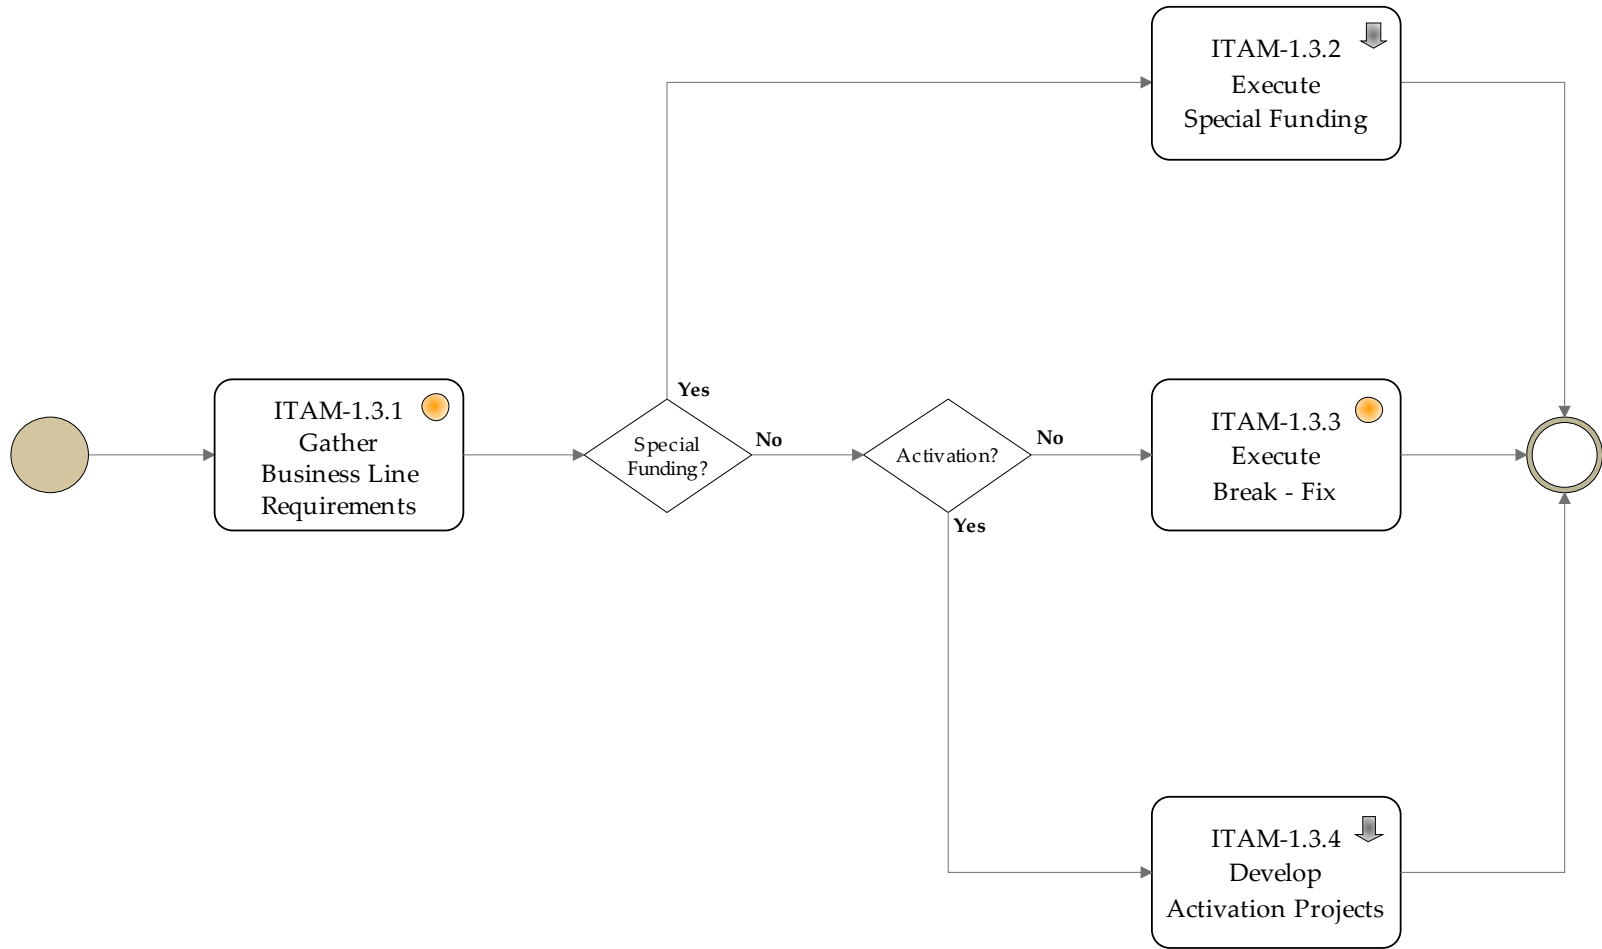 ITAM-1.3.2
Execute
Special Funding
ITAM-1.3.1
Gather
Business Line
Requirements
Yes
Special
Funding?
No
Activation?
No
Yes
ITAM-1.3.3
Execute
Break - Fix
ITAM-1.3.4
Develop
Activation Projects